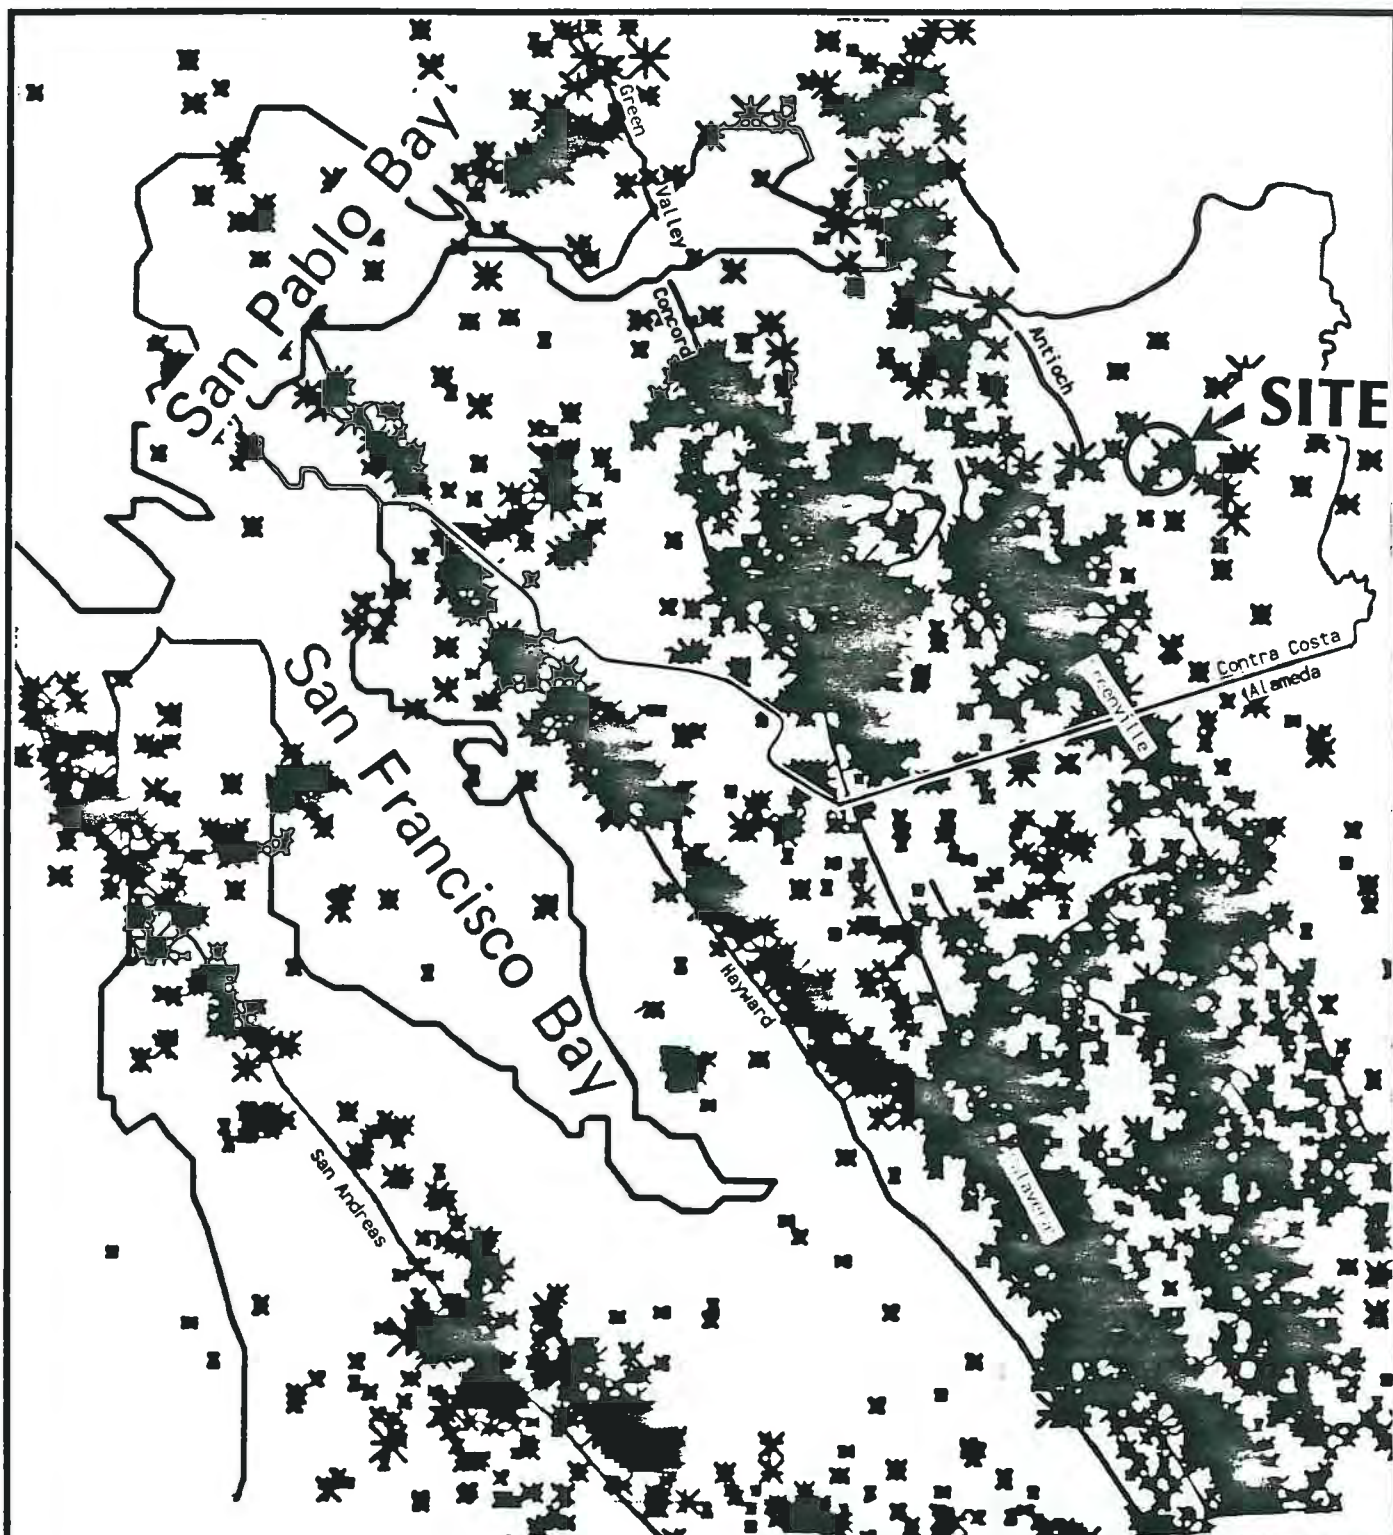 Green
Valley
San Pablo Bay
Concord
Antioch
SITE
Contra Costa
Alameda
San Francisco Bay
Hayward
San Andreas